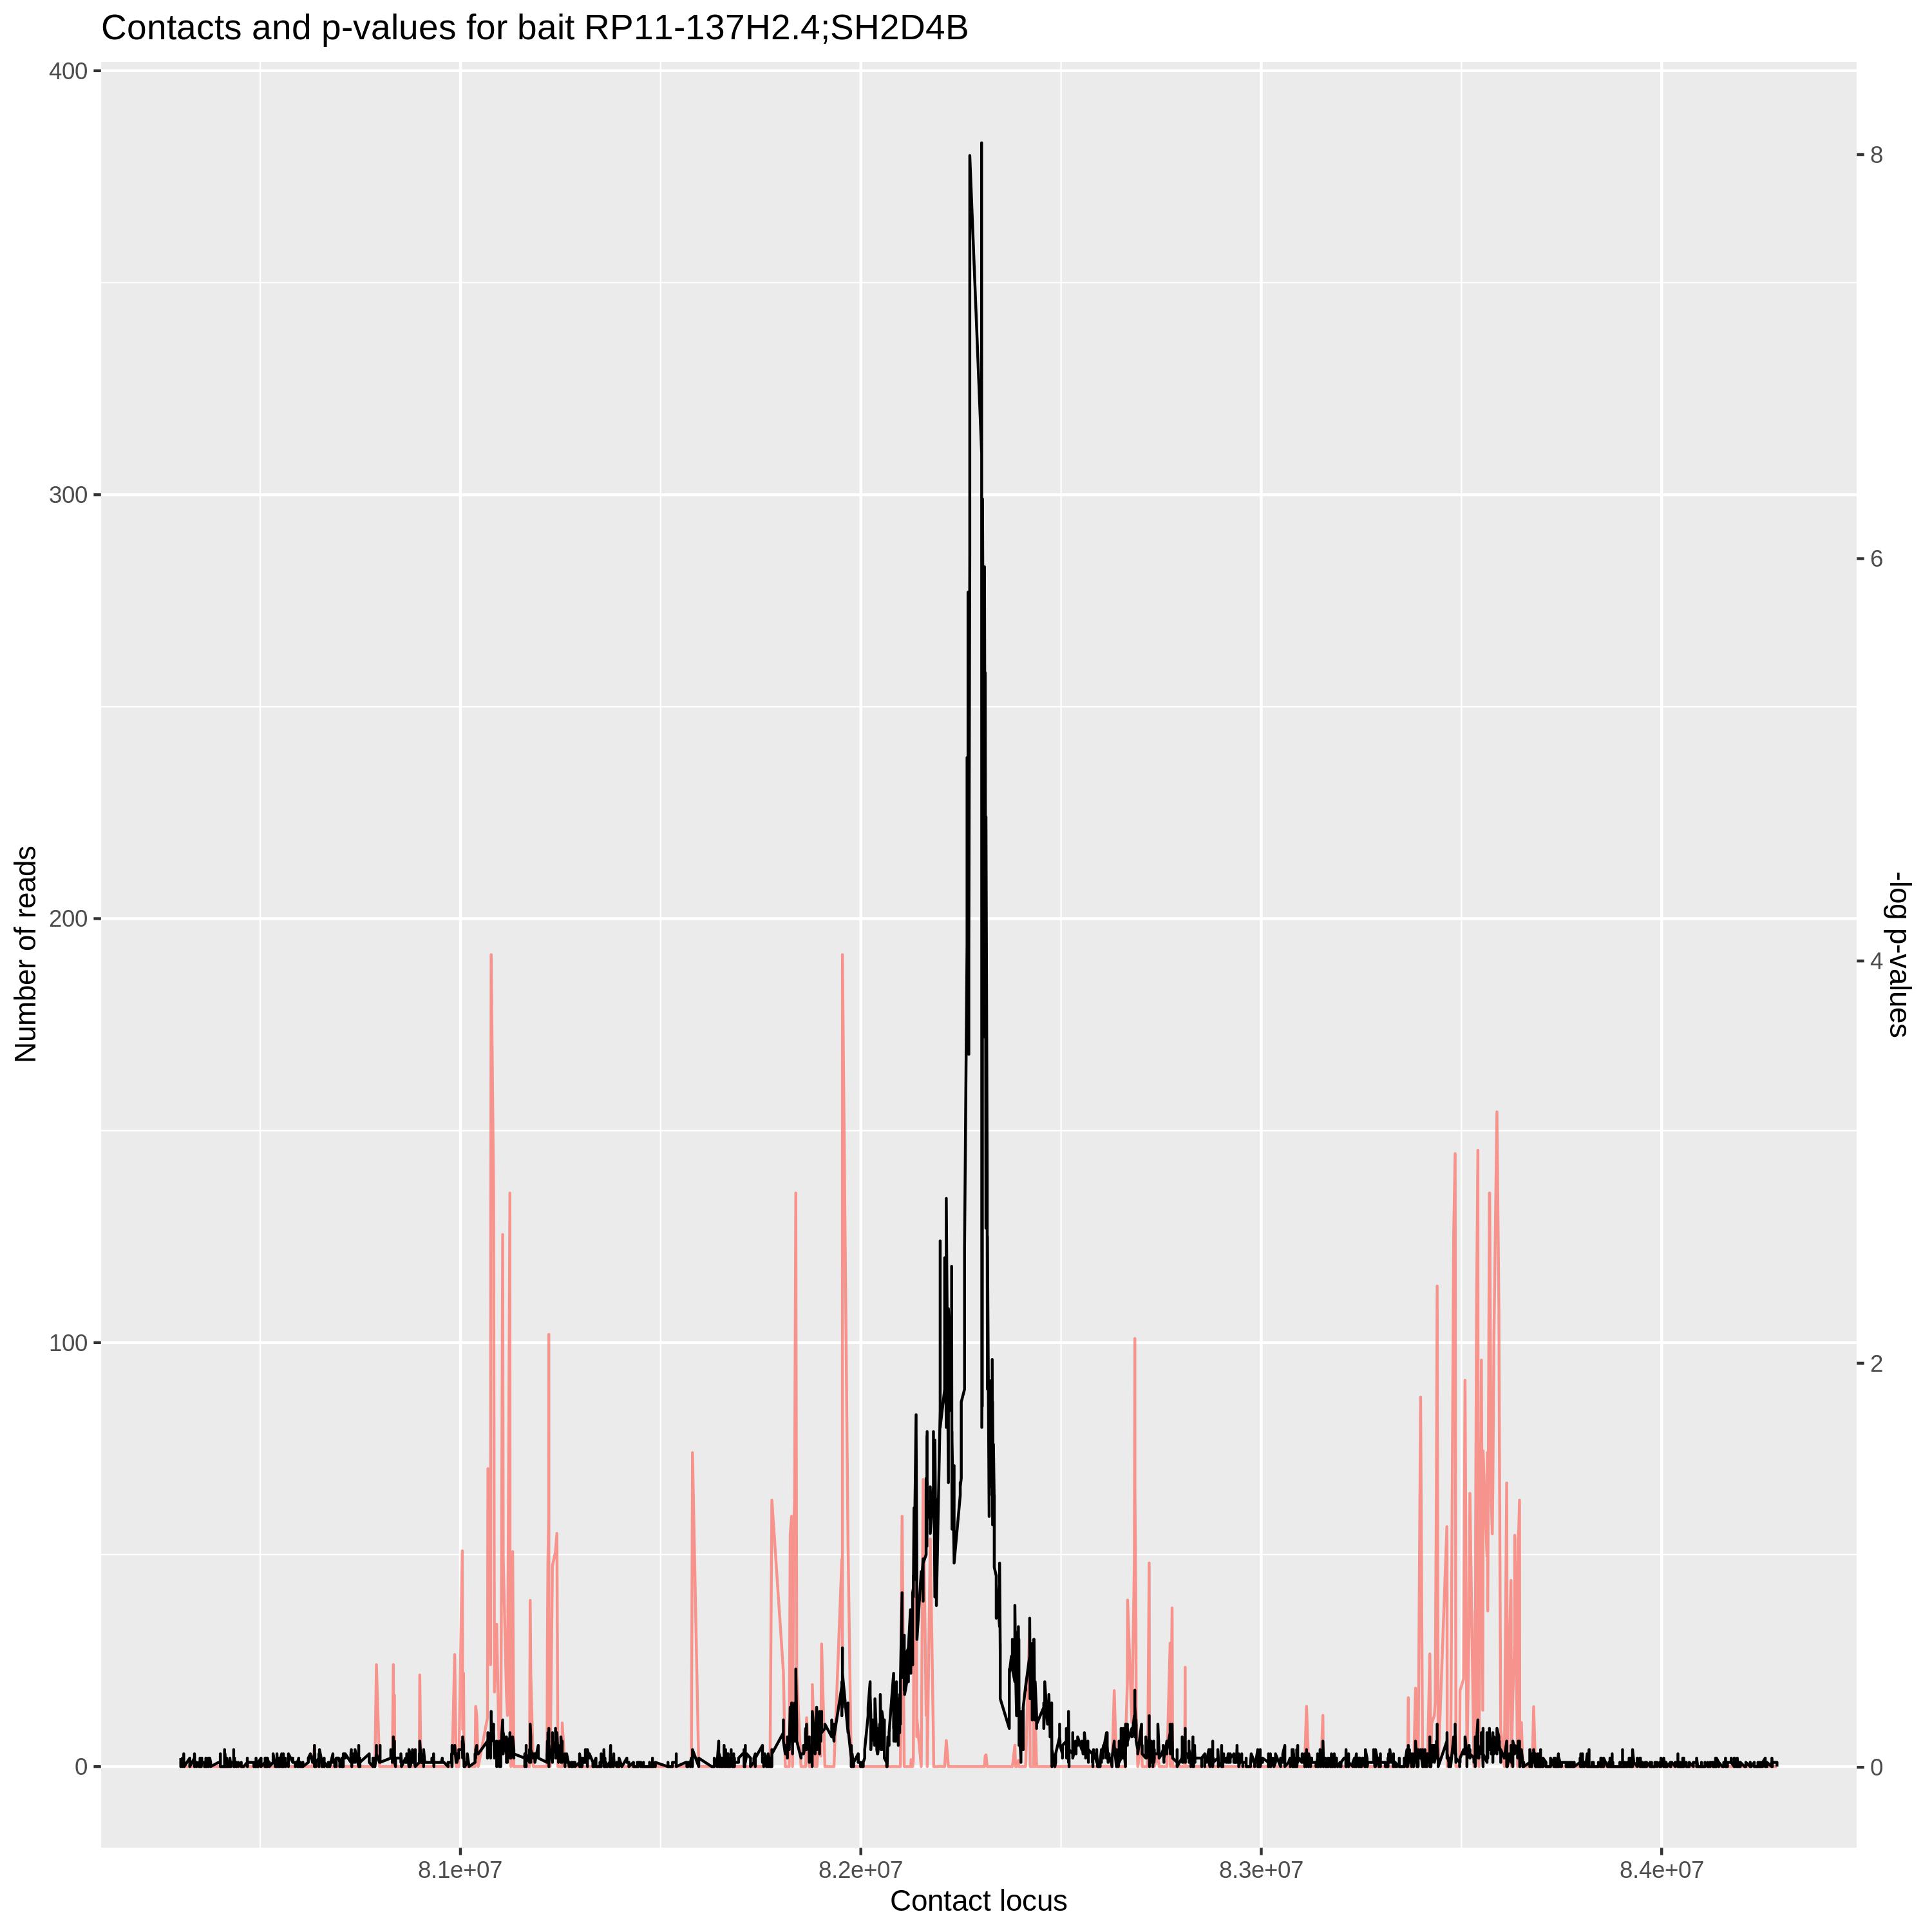 Contacts and p-values for bait RP11-137H2.4;SH2D4B
400
300
200
100
0
Number of reads
8
6
4
2
0
-log p-values
8.1e+07
8.2e+07
8.3e+07
8.4e+07
Contact locus